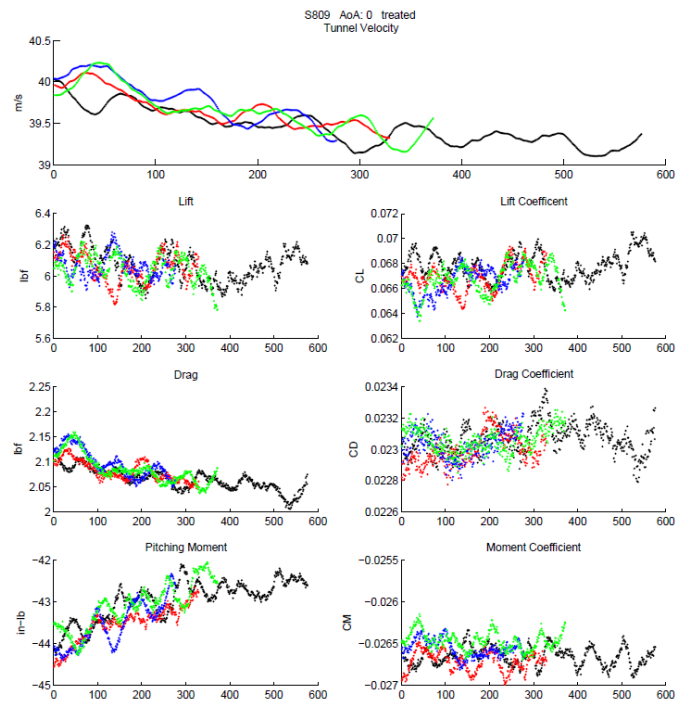 S809 AoA: 0 treated
Tunnel Velocity
40.5
40
39.5
39
m/s
0 100 200 300 400 500 600
Lift
6.4
6.2
6
5.8
5.6
lbf
0 100 200 300 400 500 600
Lift Coefficent
0.072
0.07
0.068
0.066
0.064
0.062
CL
0 100 200 300 400 500 600
Drag
2.25
2.2
2.15
2.1
2.05
2
lbf
0 100 200 300 400 500 600
Drag Coefficient
0.0234
0.0232
0.023
0.0228
0.0226
CD
0 100 200 300 400 500 600
Pitching Moment
−42
−43
−44
−45
in−lb
0 100 200 300 400 500 600
Moment Coefficient
−0.0255
−0.026
−0.0265
−0.027
CM
0 100 200 300 400 500 600